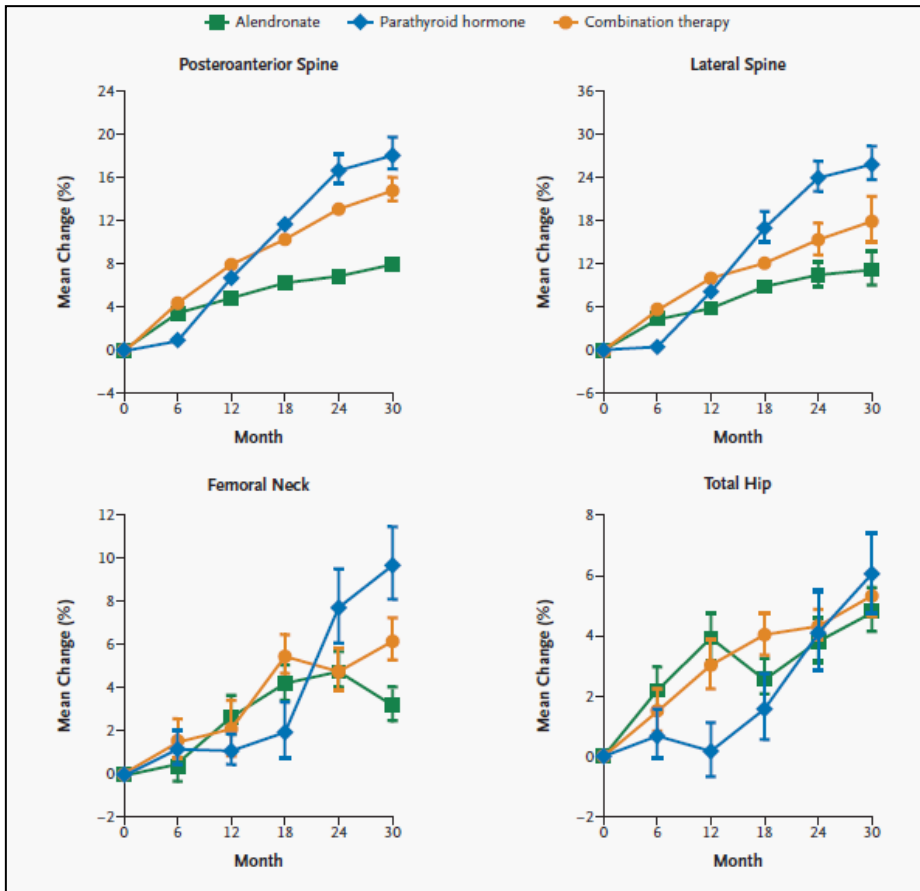 Alendronate Parathyroid hormone Combination therapy
Posteroanterior Spine
24
20
16
12
8
4
0
−4
Mean Change (%)
0 6 12 18 24 30
Month
Lateral Spine
36
30
24
18
12
6
0
−6
Mean Change (%)
0 6 12 18 24 30
Month
Femoral Neck
12
10
8
6
4
2
0
−2
Mean Change (%)
0 6 12 18 24 30
Month
Total Hip
8
6
4
2
0
−2
Mean Change (%)
0 6 12 18 24 30
Month